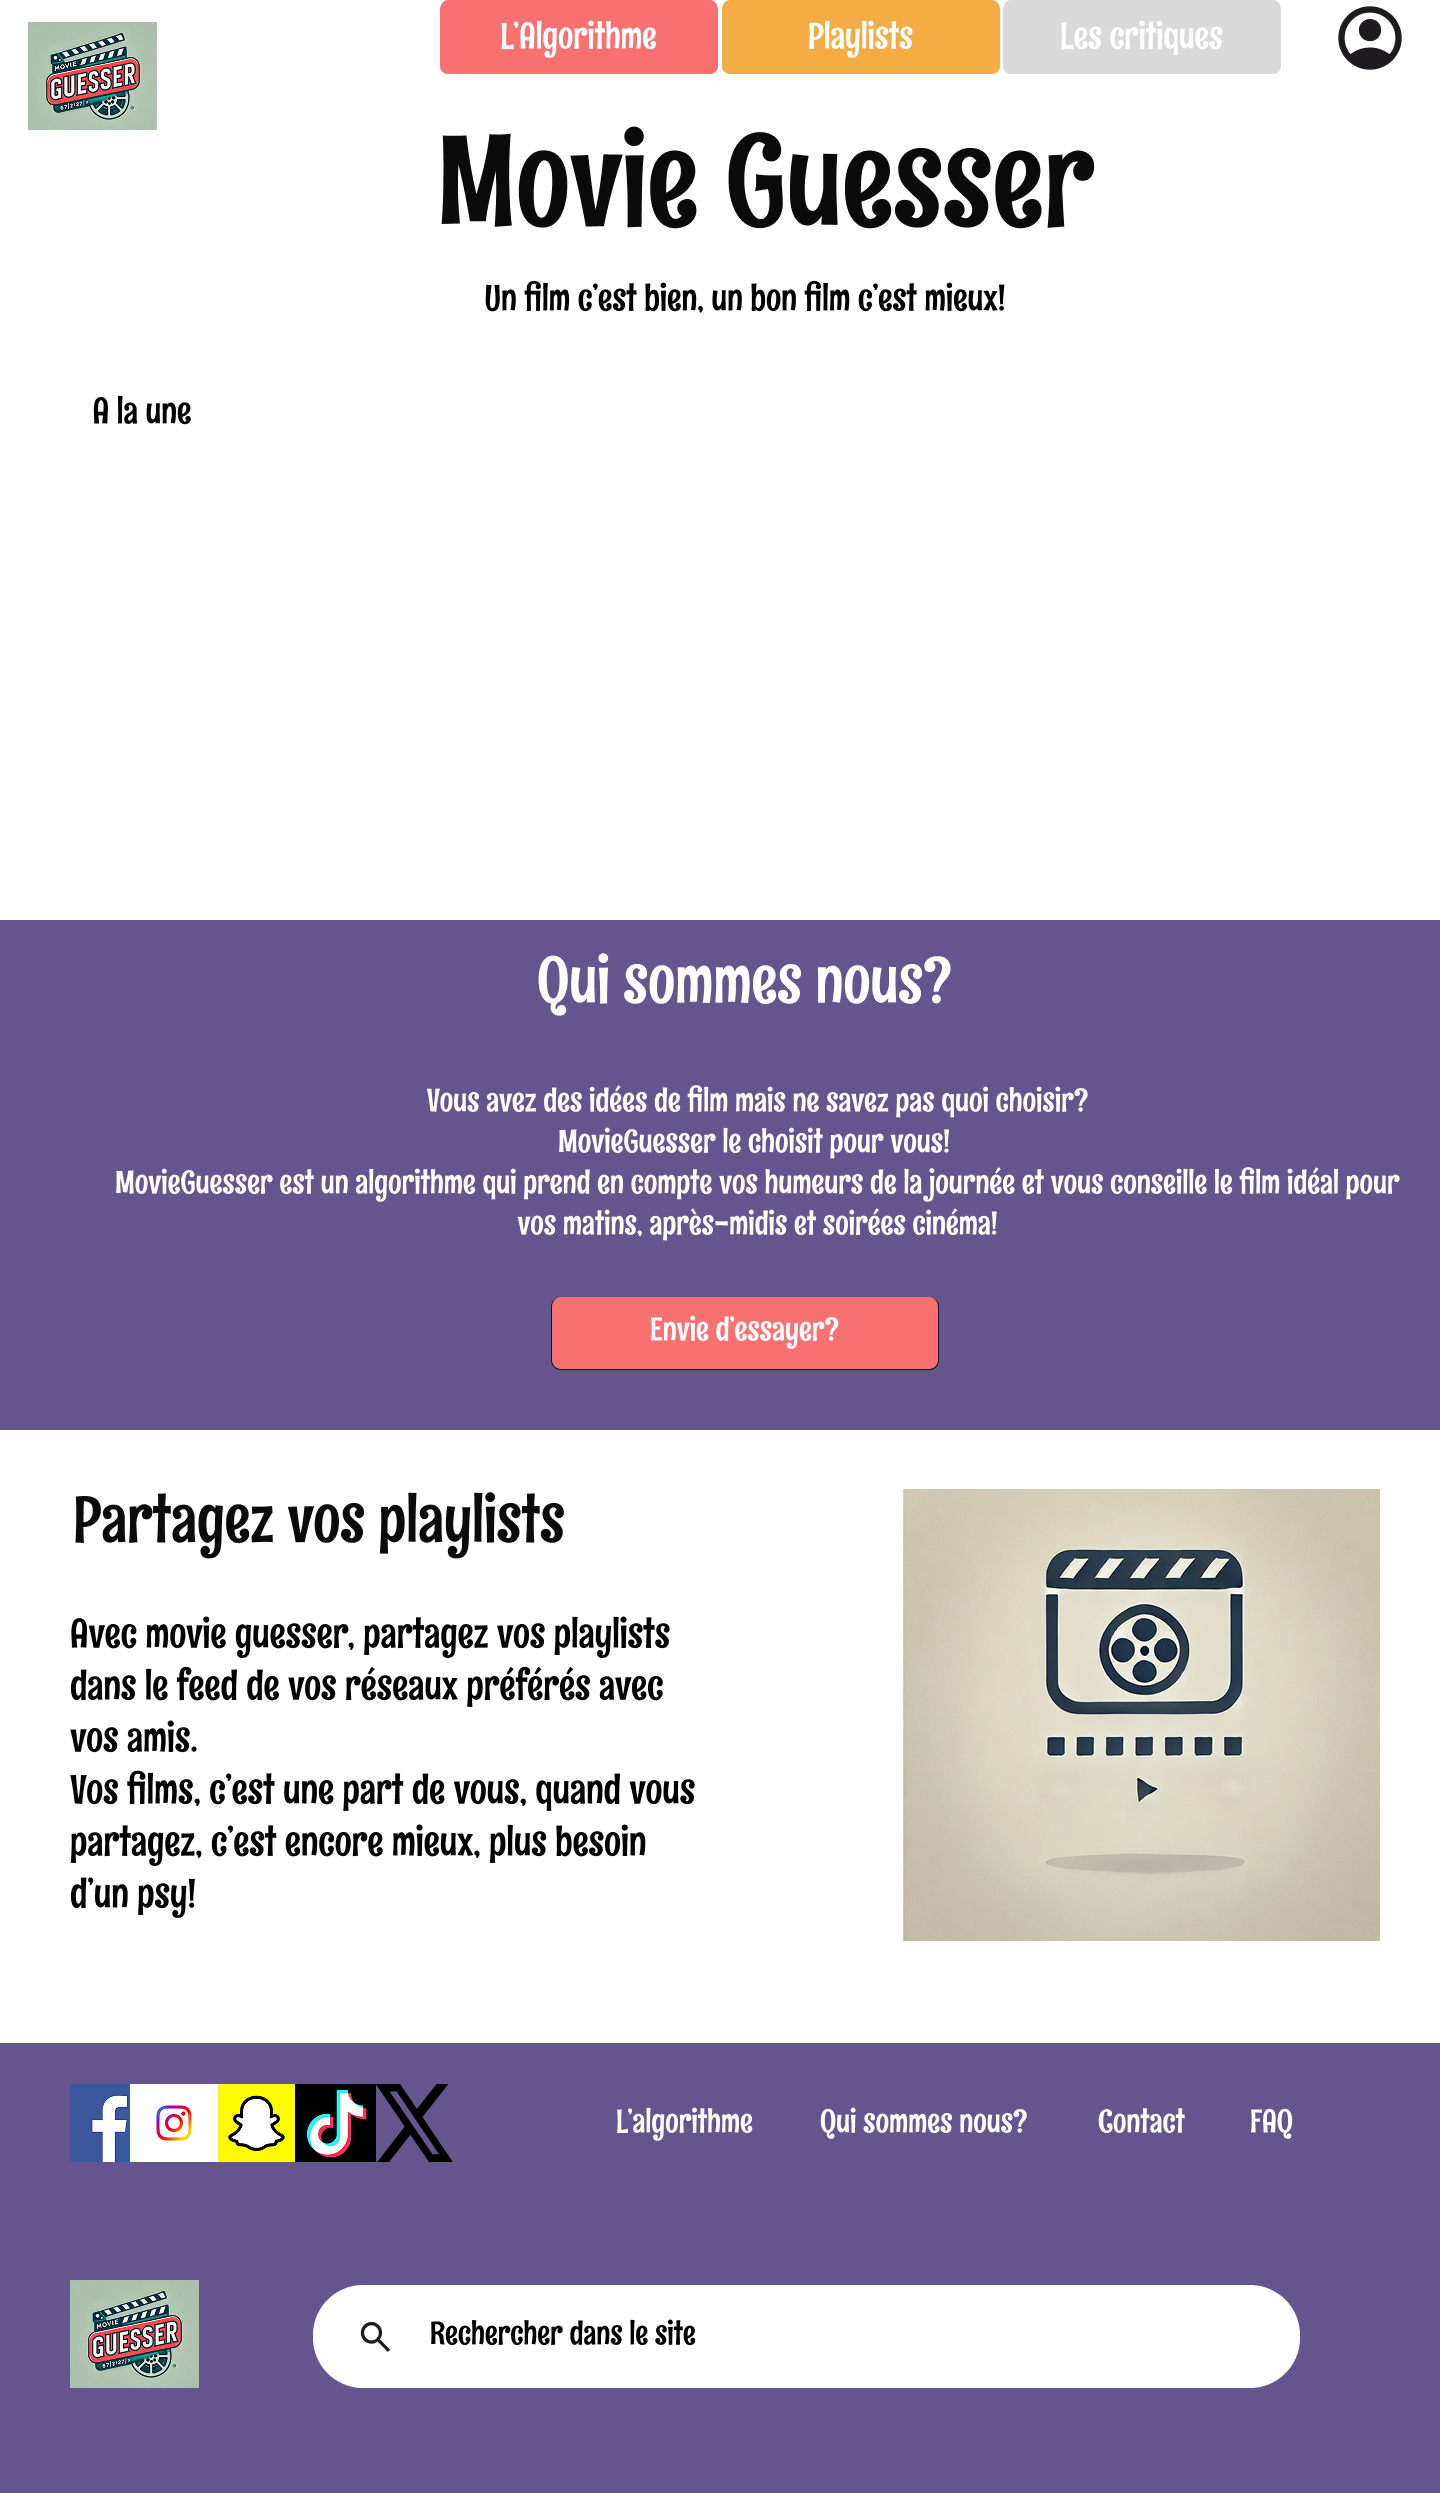 MOVIE
GUESSER
L'Algorithme
Playlists
Les critiques
Movie Guesser
Un film c'est bien, un bon film c'est mieux!
A la une
Qui sommes nous?
Vous avez des idées de film mais ne savez pas quoi choisir?
MovieGuesser le choisit pour vous!
MovieGuesser est un algorithme qui prend en compte vos humeurs de la journée et vous conseille le film idéal pour
vos matins, après-midis et soirées cinéma!
Envie d'essayer?
Partagez vos playlists
Avec movie guesser, partagez vos playlists
dans le feed de vos réseaux préférés avec
vos amis.
Vos films, c'est une part de vous, quand vous
partagez, c'est encore mieux, plus besoin
d'un psy!
L'algorithme
Qui sommes nous?
Contact
FAQ
MOVIE
GUESSER
Rechercher dans le site